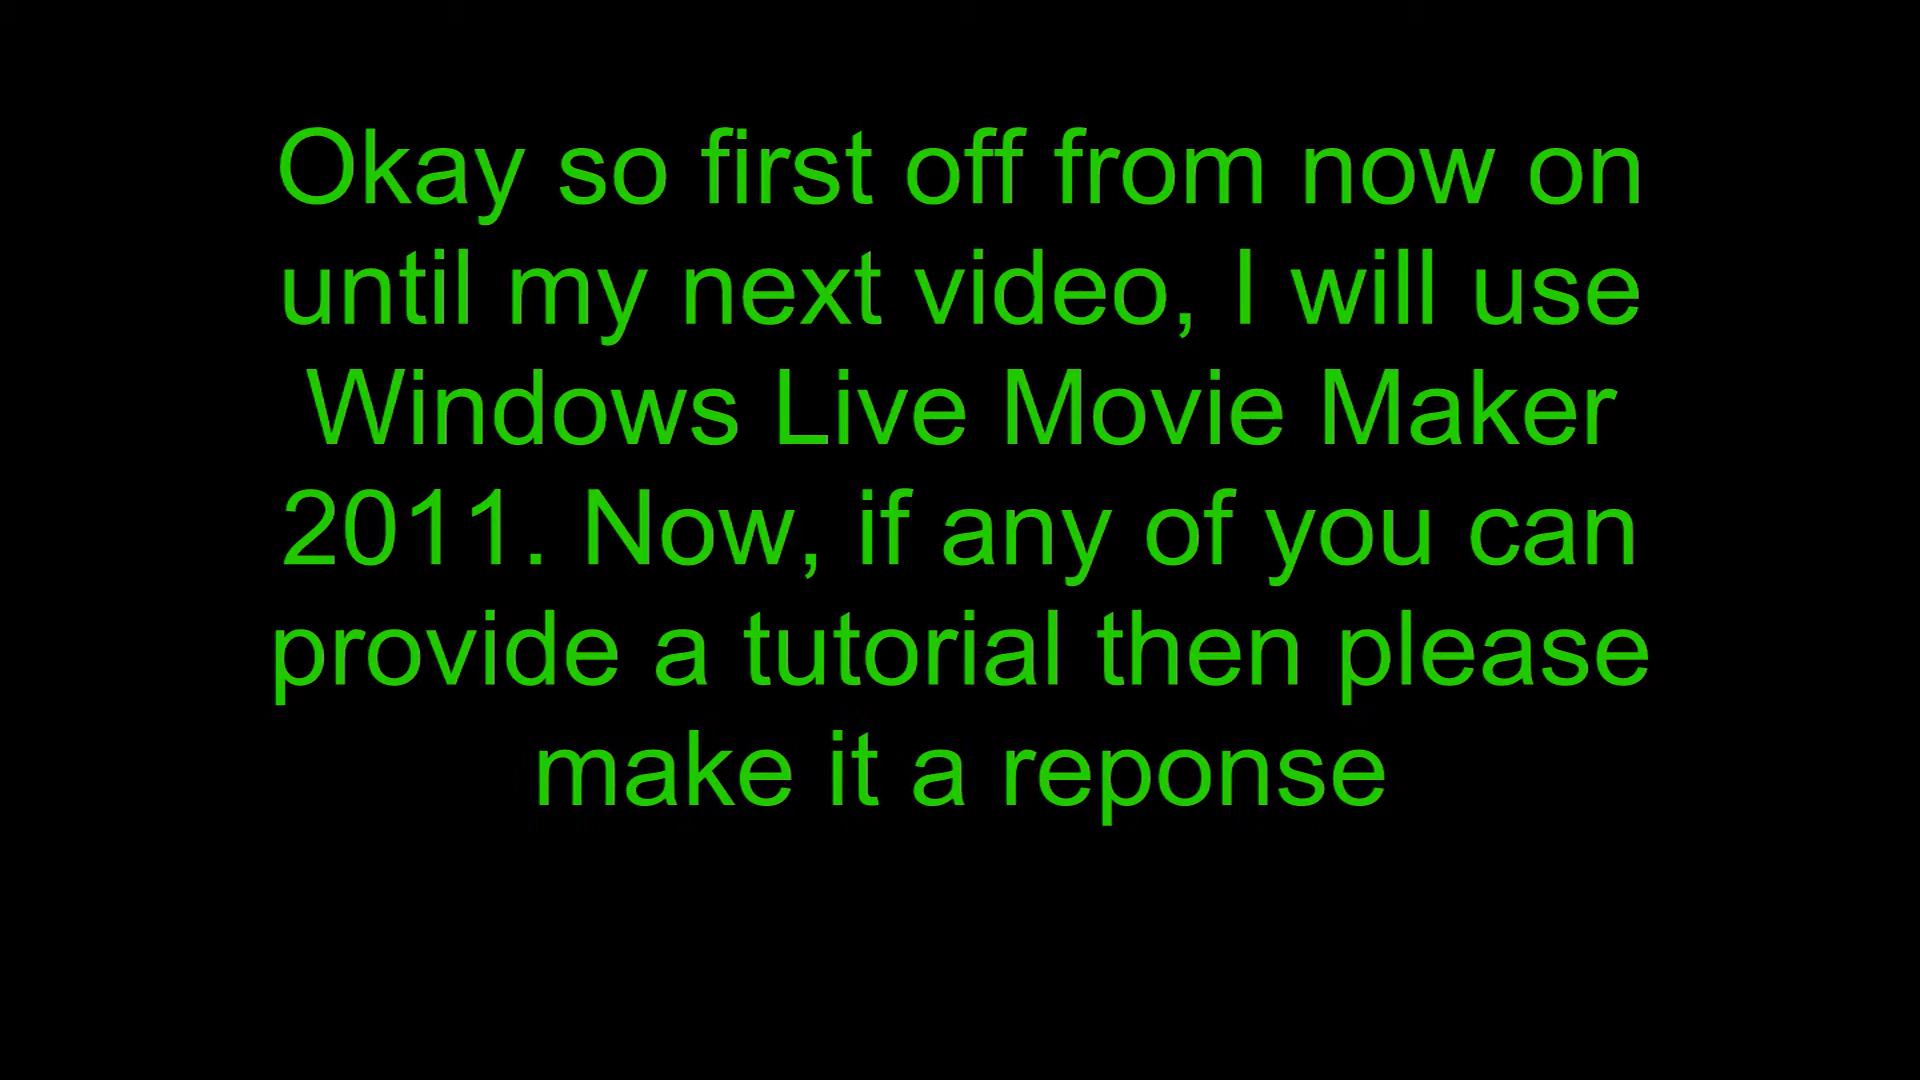 Okay so first off from now on
until my next video, I will use
Windows Live Movie Maker
2011. Now, if any of you can
provide a tutorial then please
make it a reponse